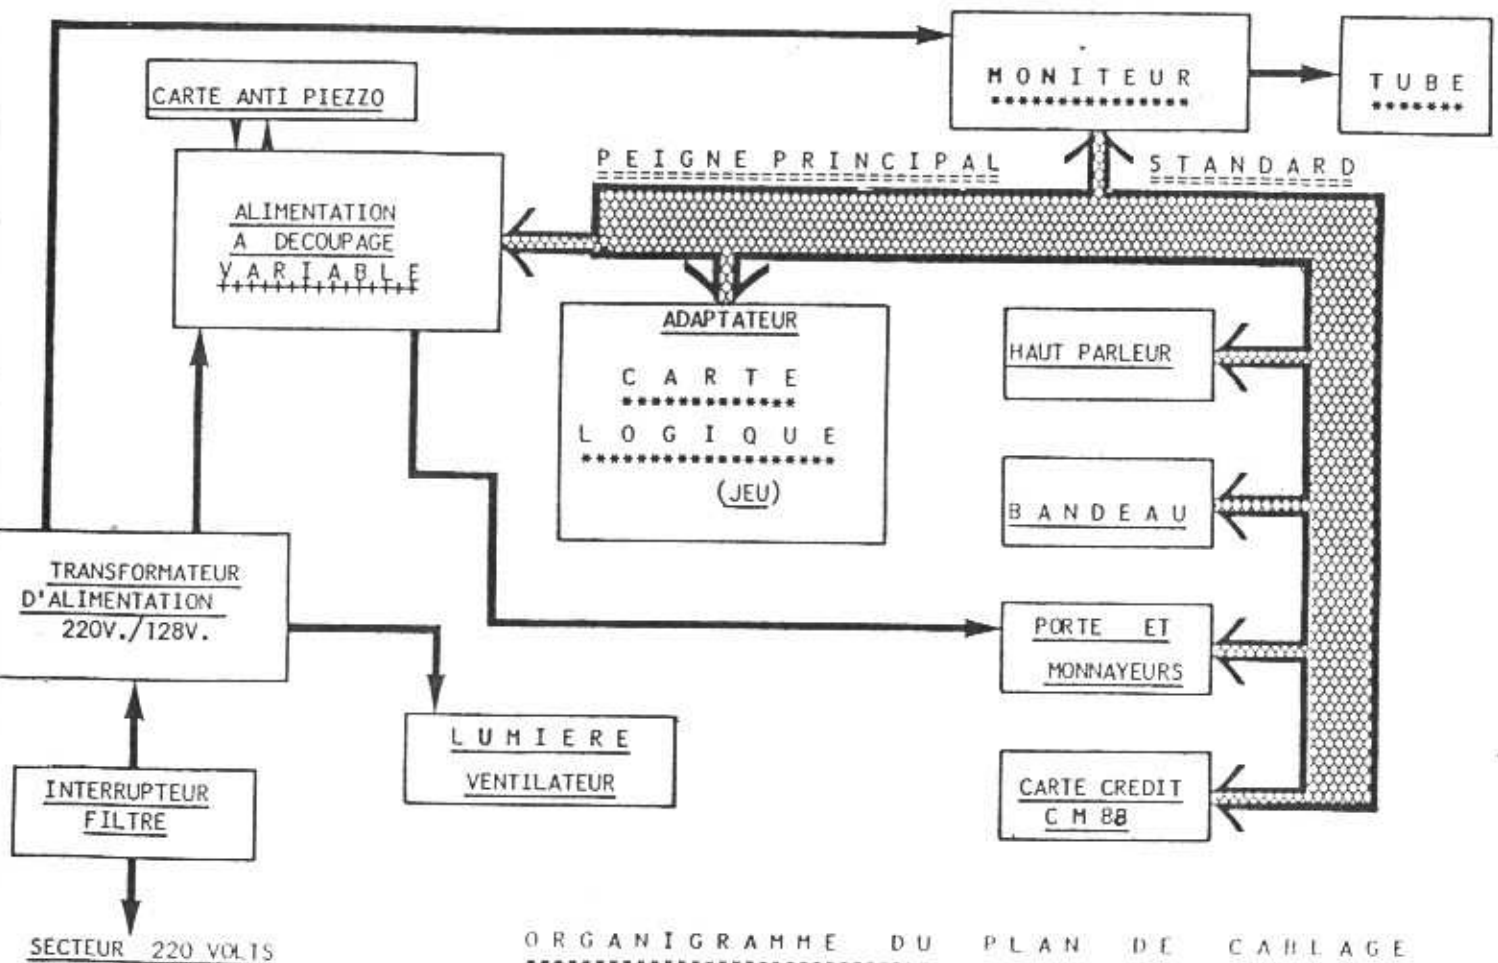 MONITEUR
TUBE
CARTE ANTI PIEZZO
PEIGNE PRINCIPAL STANDARD
ALIMENTATION
A DECOUPAGE
VARIABLE
ADAPTATEUR
CARTE
LOGIQUE
(JEU)
HAUT PARLEUR
BANDEAU
TRANSFORMATEUR
D'ALIMENTATION
220V./128V.
PORTE ET
MONNAYEURS
LUMIERE
VENTILATEUR
INTERRUPTEUR
FILTRE
CARTE CREDIT
CM88
SECTEUR 220 VOLTS
ORGANIGRAMME DU PLAN DE CABLAGE